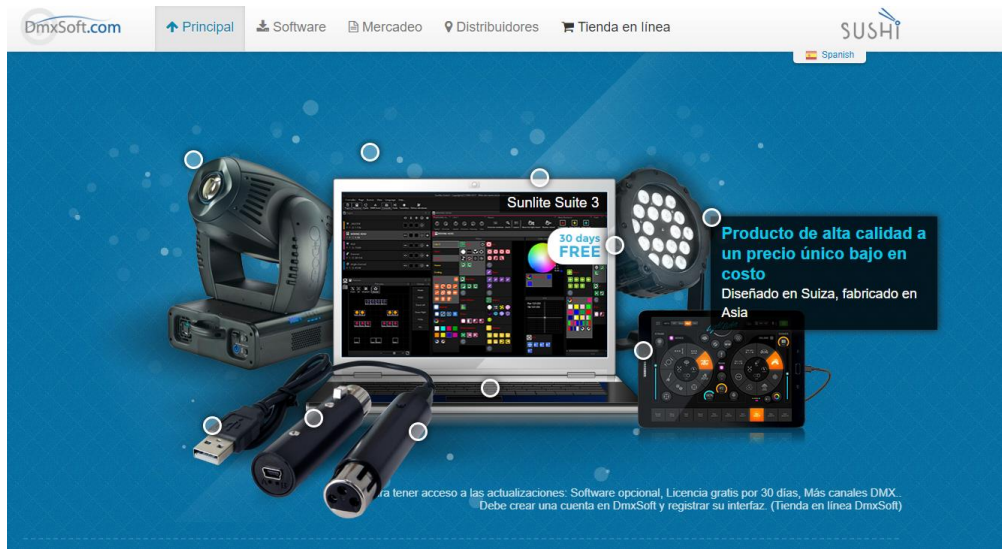 DmxSoft.com
Principal
Software
Mercadeo
Distribuidores
Tienda en línea
SUSHI
Spanish
Sunlite Suite 3
30 days
FREE
Producto de alta calidad a
un precio único bajo en
costo
Diseñado en Suiza, fabricado en
Asia
tener acceso a las actualizaciones: Software opcional, Licencia gratis por 30 días, Más canales DMX..
Debe crear una cuenta en DmxSoft y registrar su interfaz. (Tienda en línea DmxSoft)